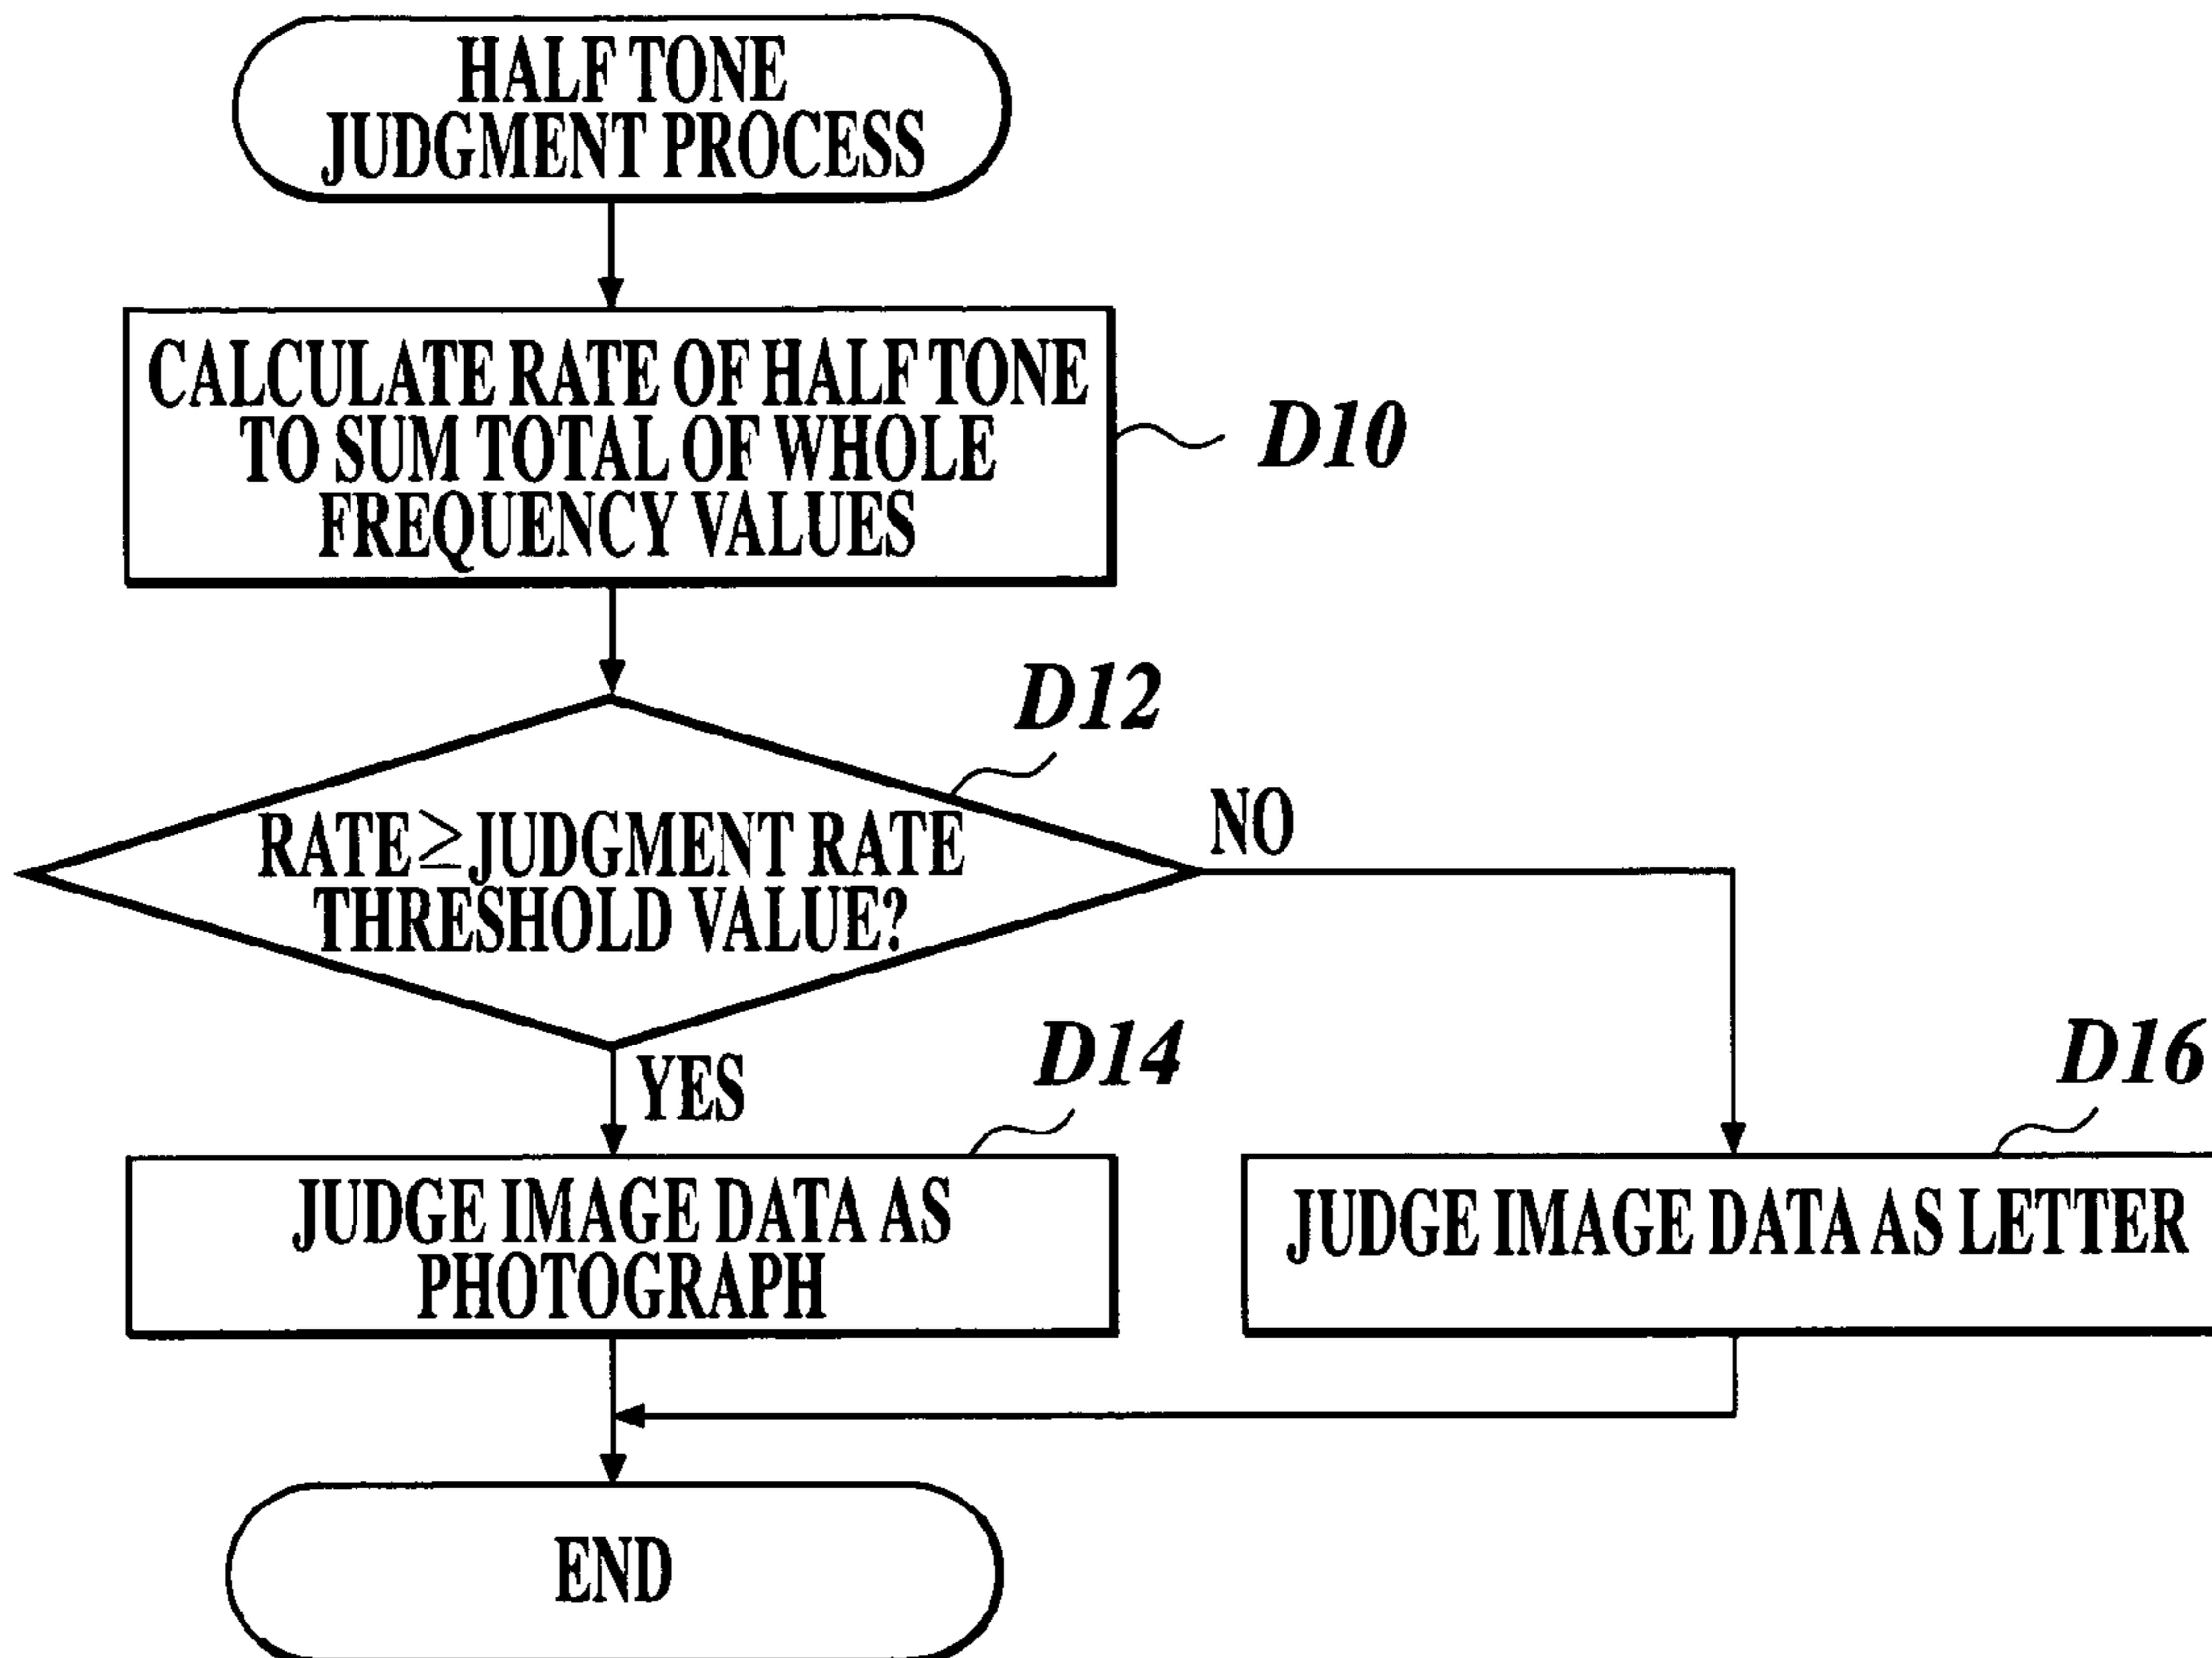 HALF TONE
JUDGMENT PROCESS
CALCULATE RATE OF HALF TONE
TO SUM TOTAL OF WHOLE
FREQUENCY VALUES
D10
D12
RATE≧JUDGMENT RATE
THRESHOLD VALUE?
NO
YES
D14
JUDGE IMAGE DATA AS
PHOTOGRAPH
D16
JUDGE IMAGE DATA AS LETTER
END